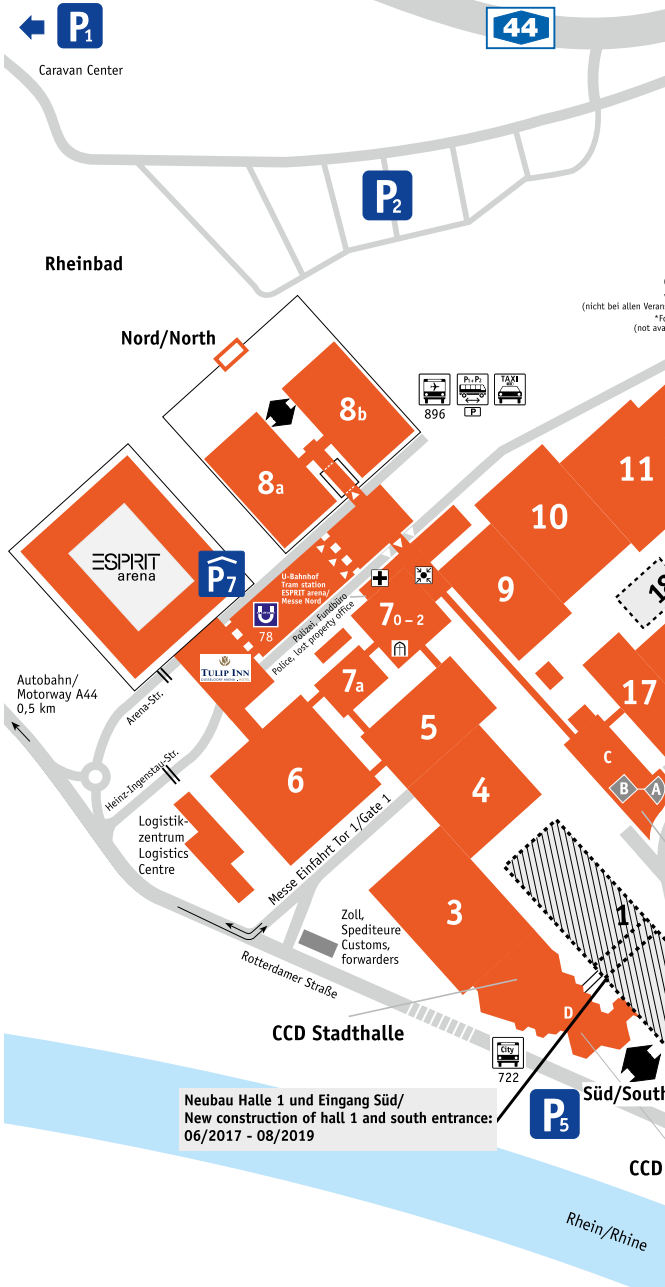 P1
44
Caravan Center
P2
Rheinbad
(nicht bei allen Veran
*Fo
(not ava
Nord/North
P1+P2
TAXI
896
P
8b
8a
11
10
9
ESPRIT
arena
P7
U-Bahnhof
Tram station
ESPRIT arena/
Messe Nord
U
78
Polizei, Fundbüro
Police, lost property office
70-2
TULIP INN
7a
17
Autobahn/
Motorway A44
0,5 km
Arena-Str.
5
C
B
A
Heinz-Ingenstau-Str.
6
4
Logistik-
zentrum
Logistics
Centre
Messe Einfahrt Tor 1/Gate 1
3
1
Zoll,
Spediteure
Customs,
forwarders
Rotterdamer Straße
D
CCD Stadthalle
City
722
Süd/South
Neubau Halle 1 und Eingang Süd/
New construction of hall 1 and south entrance:
06/2017 - 08/2019
P5
CCD
Rhein/Rhine